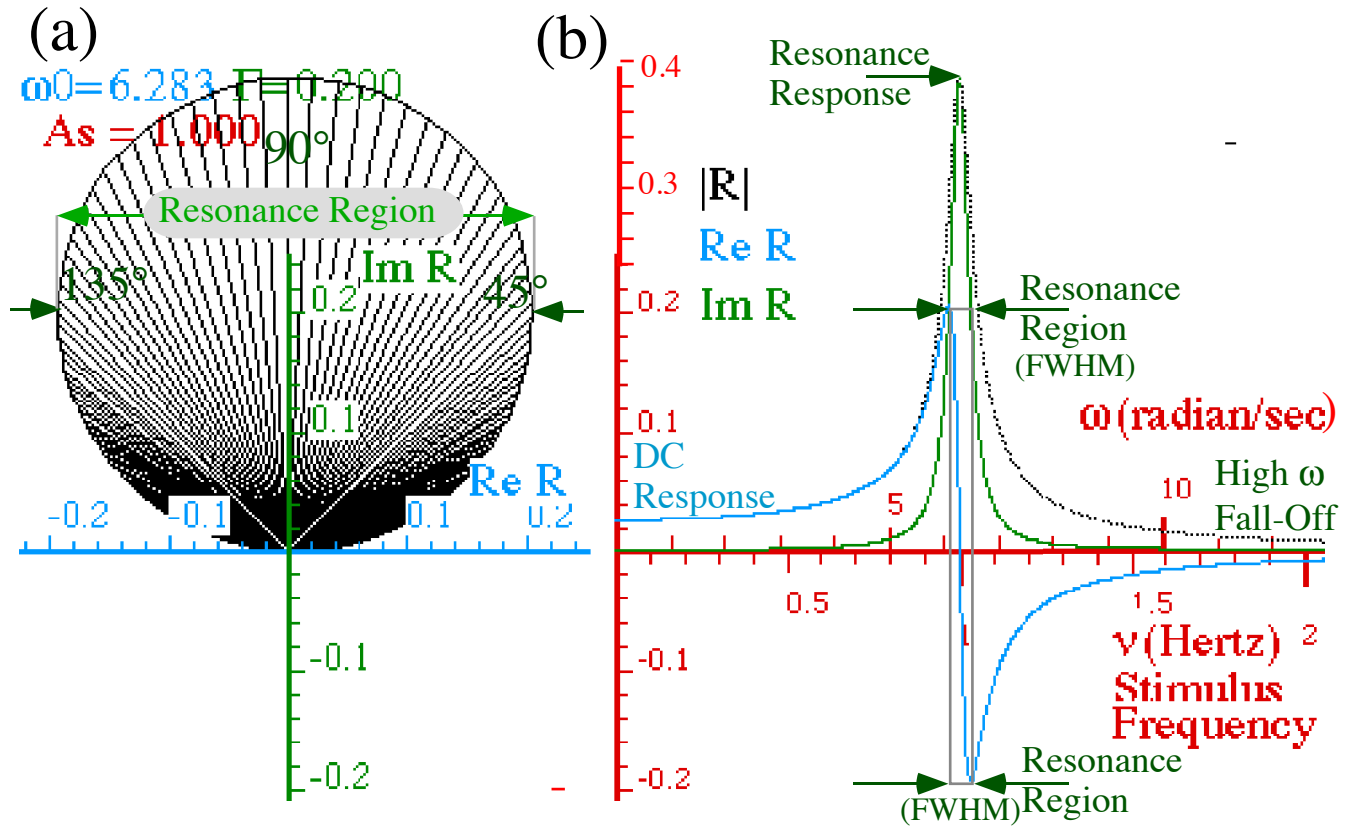 (a)
ω0=6.283 Γ=0.200
As = 1.000
90°
Resonance Region
Im R
135°
45°
0.2
0.1
Re R
-0.2
-0.1
0.1
0.2
-0.1
-0.2
(b)
Resonance
Response
0.4
0.3
|R|
Re R
Im R
0.2
Resonance
Region
(FWHM)
0.1
ω(radian/sec)
DC
Response
5
10
High ω
Fall-Off
0.5
1
1.5
2
ν(Hertz)
Stimulus
Frequency
-0.1
-0.2
Resonance
Region
(FWHM)